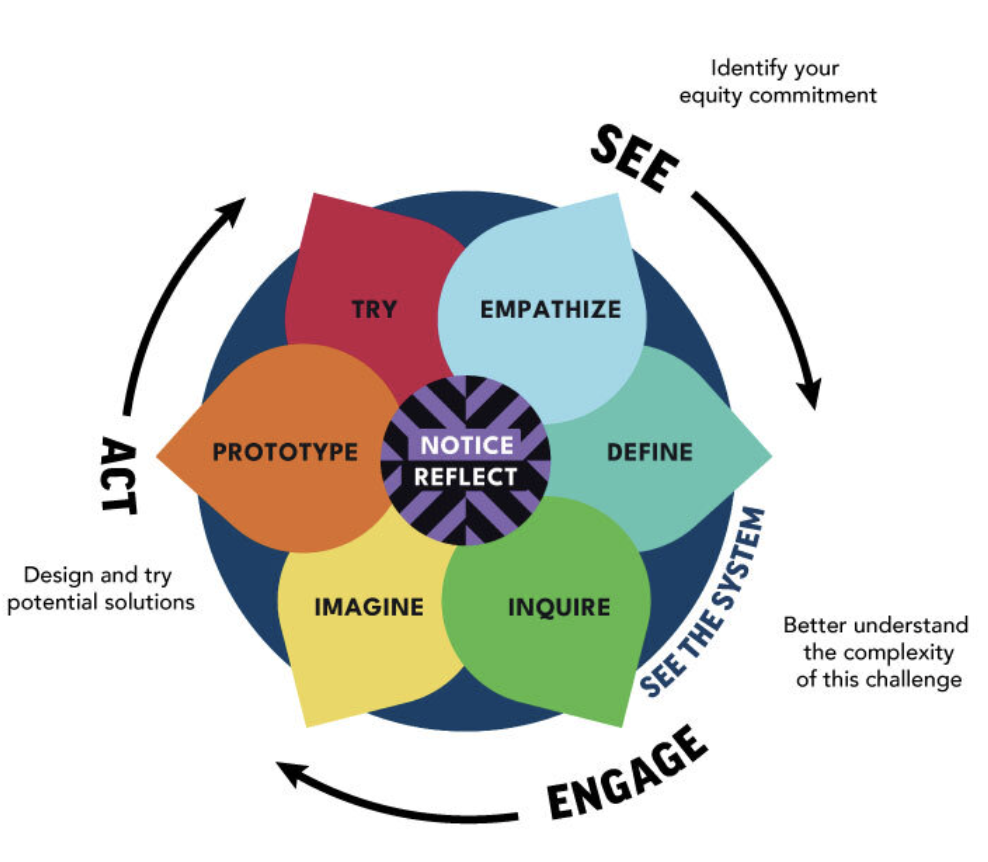 Identify your
equity commitment
SEE
TRY
EMPATHIZE
PROTOTYPE
NOTICE
REFLECT
DEFINE
ACT
SEE THE SYSTEM
Design and try
potential solutions
IMAGINE
INQUIRE
Better understand
the complexity
of this challenge
ENGAGE